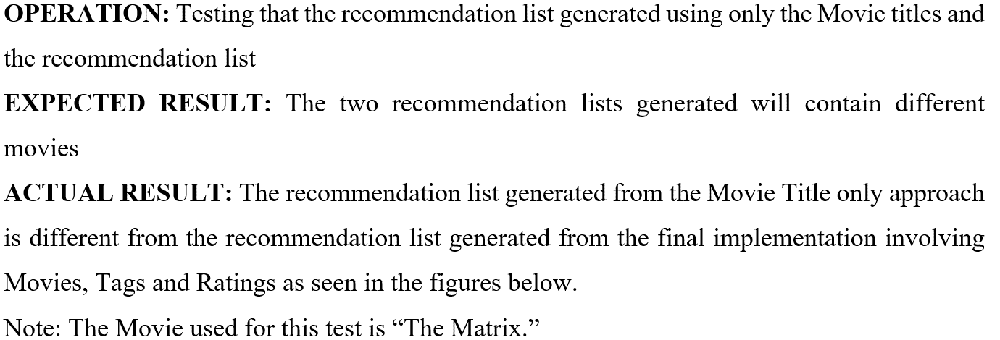 OPERATION: Testing that the recommendation list generated using only the Movie titles and
the recommendation list
EXPECTED RESULT: The two recommendation lists generated will contain different
movies
ACTUAL RESULT: The recommendation list generated from the Movie Title only approach
is different from the recommendation list generated from the final implementation involving
Movies, Tags and Ratings as seen in the figures below.
Note: The Movie used for this test is “The Matrix.”